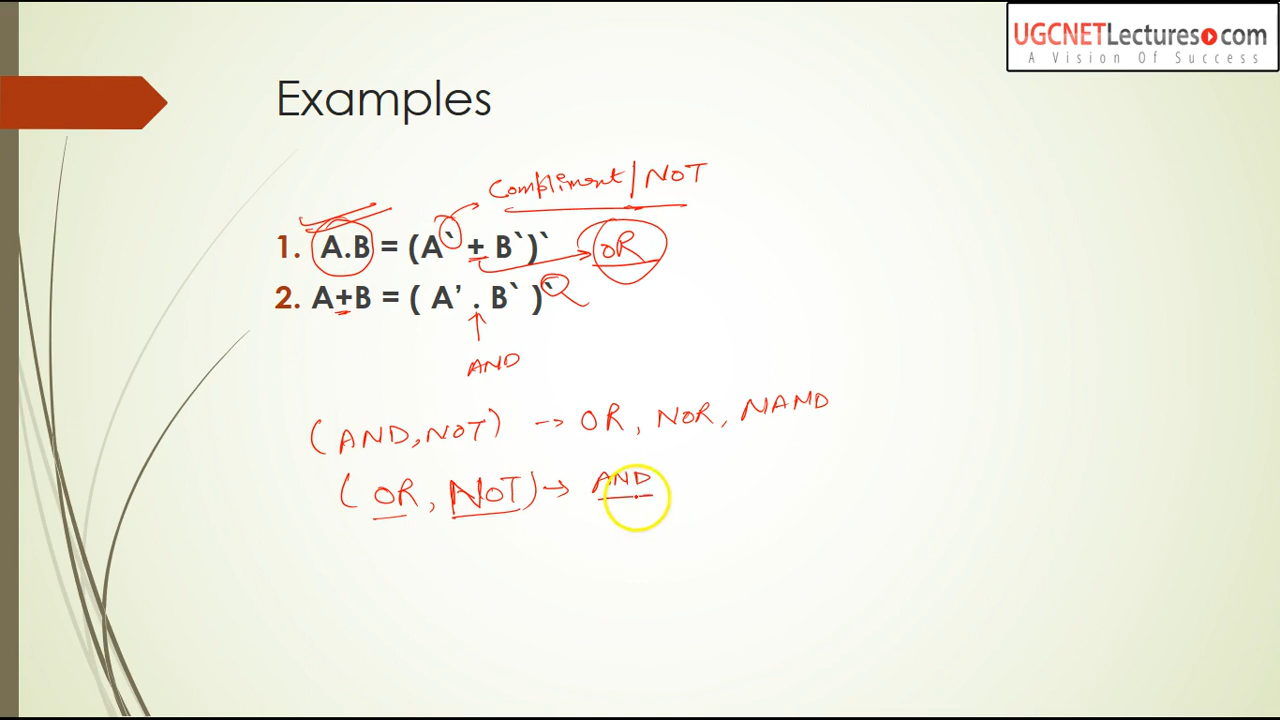 UGCNETLectures.com
A Vision Of Success
Examples
Compliment/NOT
1. A.B = (A` + B`)` OR
2. A+B = ( A’ . B` )`
AND
(AND,NOT) -> OR, NOR, NAND
(OR, NOT) -> AND